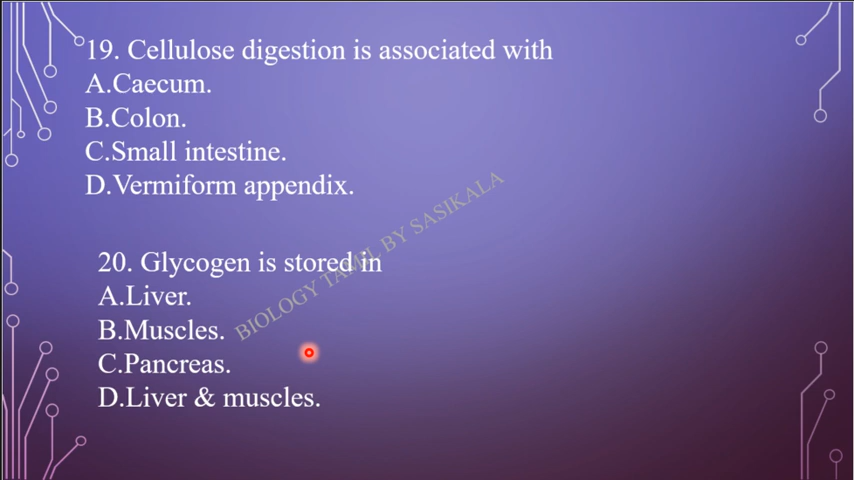 19. Cellulose digestion is associated with
A.Caecum.
B.Colon.
C.Small intestine.
D.Vermiform appendix.
20. Glycogen is stored in
A.Liver.
B.Muscles.
C.Pancreas.
D.Liver & muscles.
BIOLOGY TAMIL BY SASIKALA